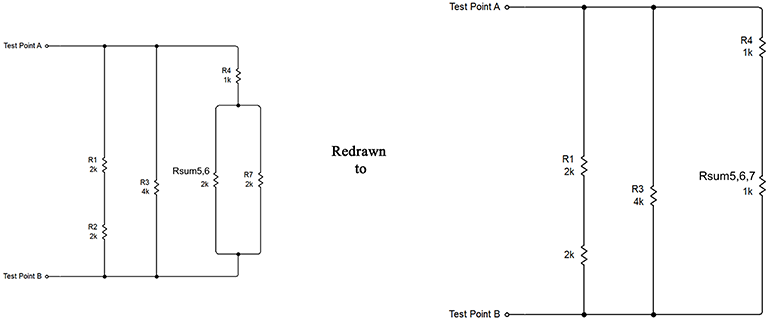 Test Point A
R4
1k
R1
2k
Rsum5,6
2k
R7
2k
R3
4k
R2
2k
Test Point B
Redrawn
to
Test Point A
R4
1k
R1
2k
Rsum5,6,7
1k
R3
4k
2k
Test Point B